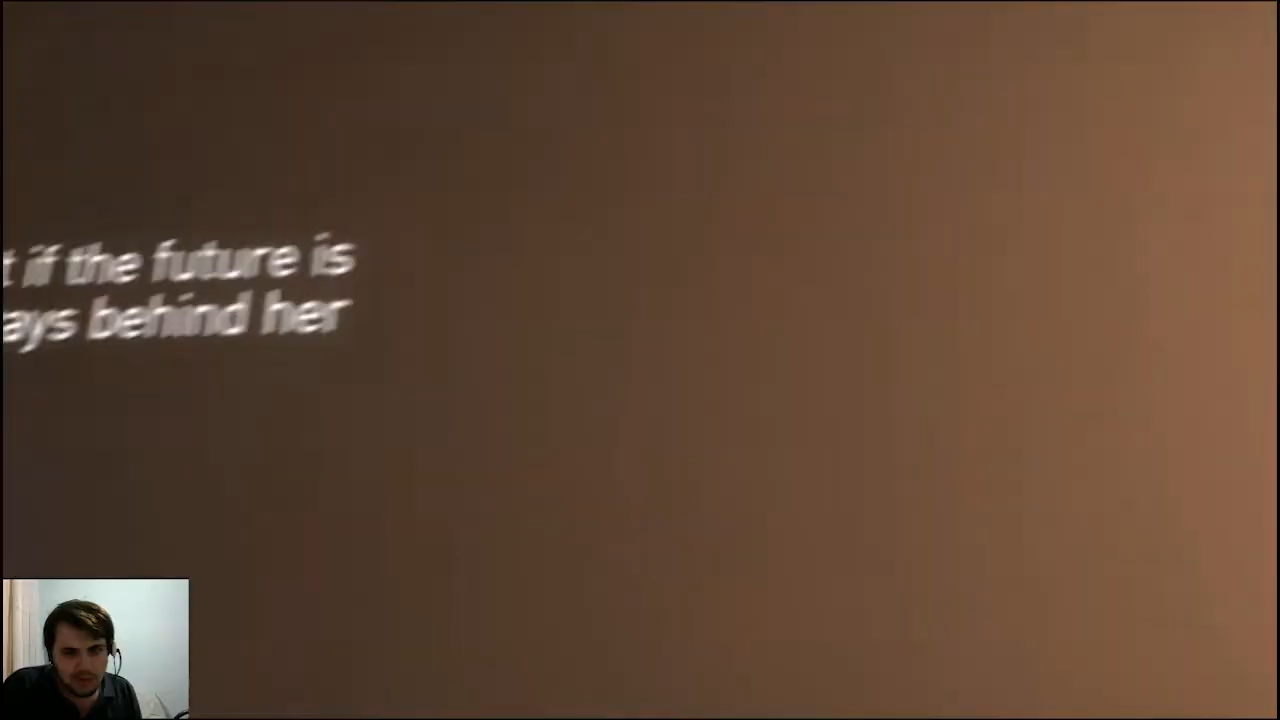 if the future is
behind her